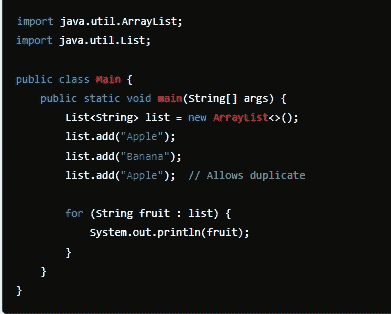 import java.util.ArrayList;
import java.util.List;
public class Main {
public static void main(String[] args) {
List<String> list = new ArrayList<>();
list.add("Apple");
list.add("Banana");
list.add("Apple");  // Allows duplicate
for (String fruit : list) {
System.out.println(fruit);
}
}
}